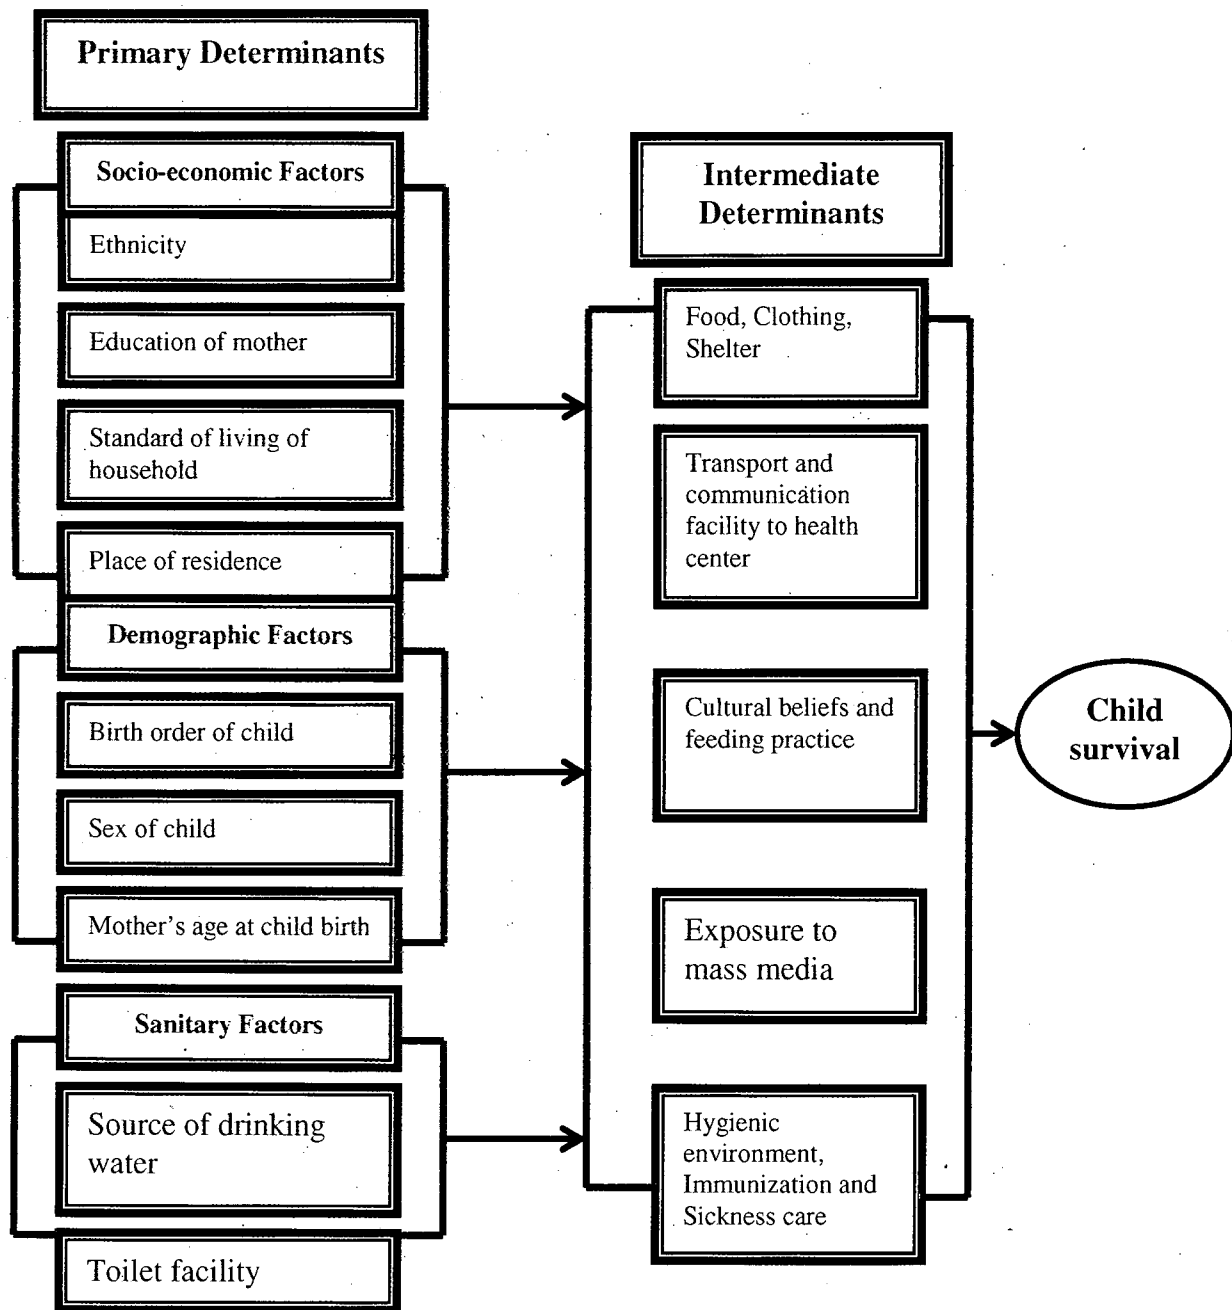 Primary Determinants
Socio-economic Factors
Ethnicity
Education of mother
Standard of living of
household
Place of residence
Demographic Factors
Birth order of child
Sex of child
Mother's age at child birth
Sanitary Factors
Source of drinking
water
Toilet facility
Intermediate
Determinants
Food, Clothing,
Shelter
Transport and
communication
facility to health
center
Cultural beliefs and
feeding practice
Exposure to
mass media
Hygienic
environment,
Immunization and
Sickness care
Child
survival